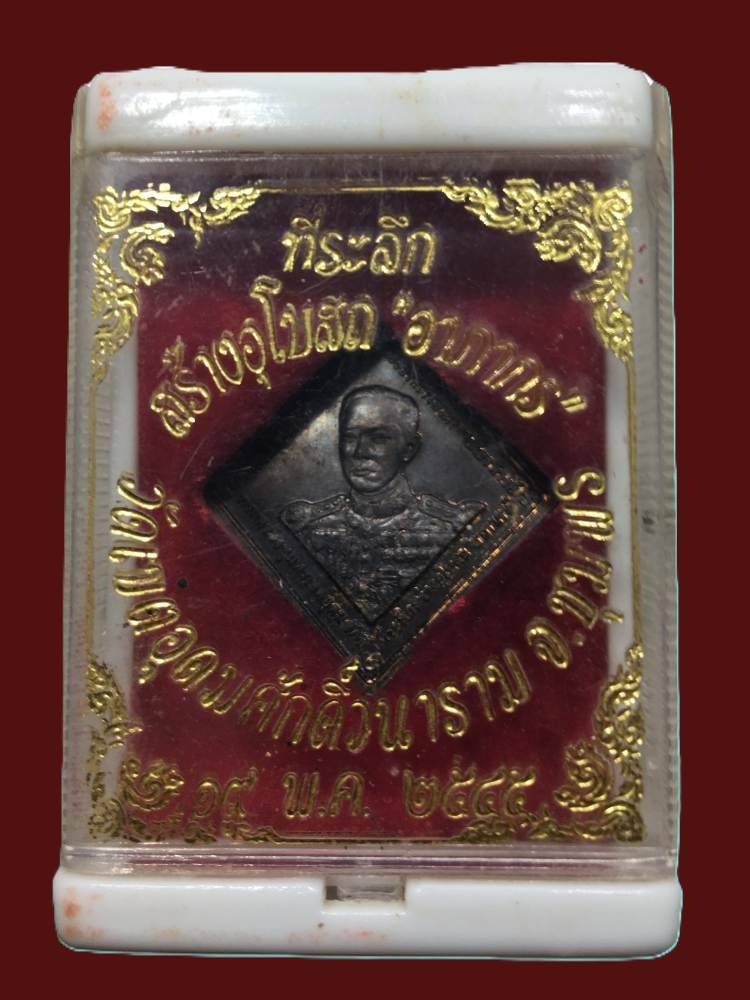 ที่ระลึก
สร้างอุโบสถ "อาภากร"
วัดเขตอุดมศักดิ์วนาราม จ.ชุมพร
๑๙ พ.ค. ๒๕๔๕